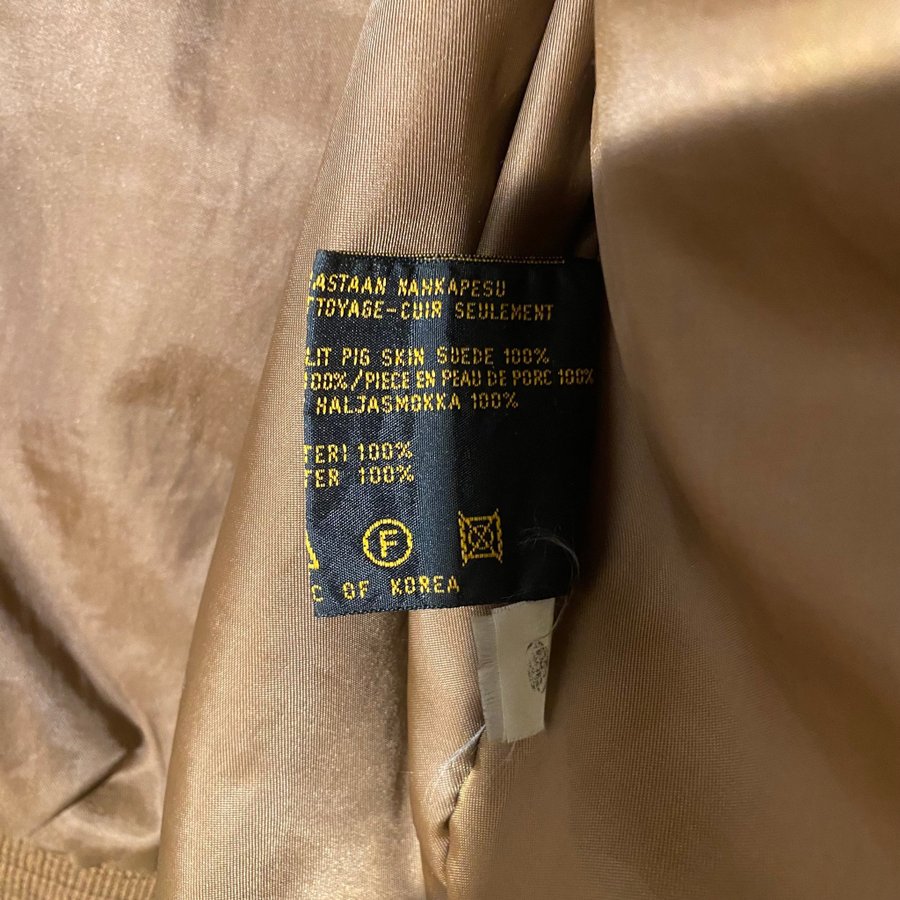 ASTAAN NAHKAPESU
TTOYAGE-CUIR SEULEMENT
LIT PIG SKIN SUEDE 100%
100%/PIECE EN PEAU DE PORC 100%
HALJASMOKKA 100%
TERI 100%
TER 100%
F
C OF KOREA